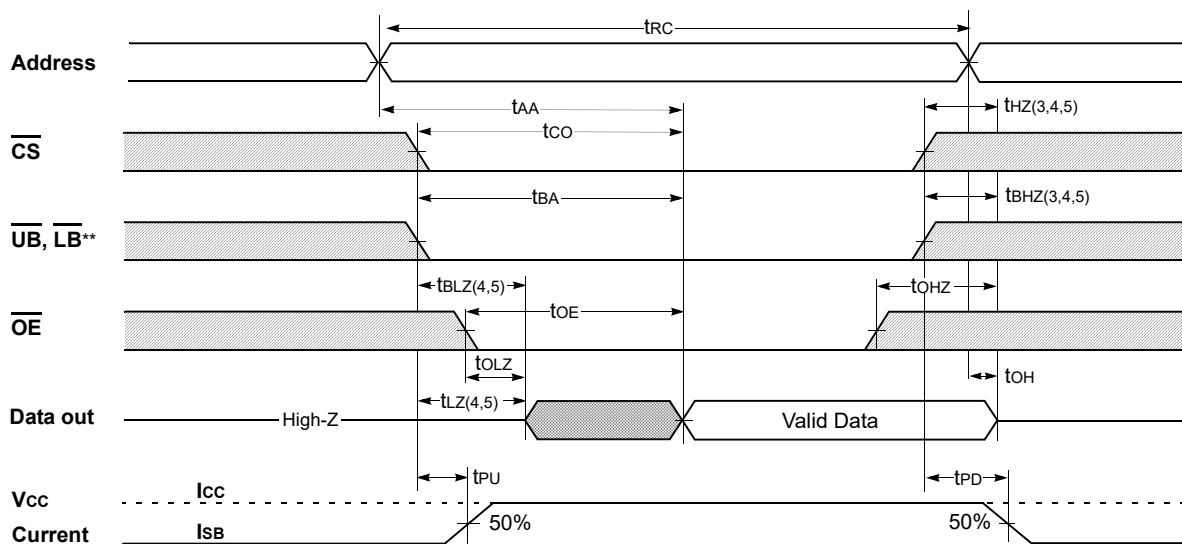 tRC
Address
tAA
tHZ(3,4,5)
tCO
CS
tBA
tBHZ(3,4,5)
UB, LB**
tBLZ(4,5)
tOHZ
tOE
OE
tOLZ
tOH
tLZ(4,5)
Data out
High-Z
Valid Data
tPU
tPD
VCC
ICC
50%
50%
Current
ISB